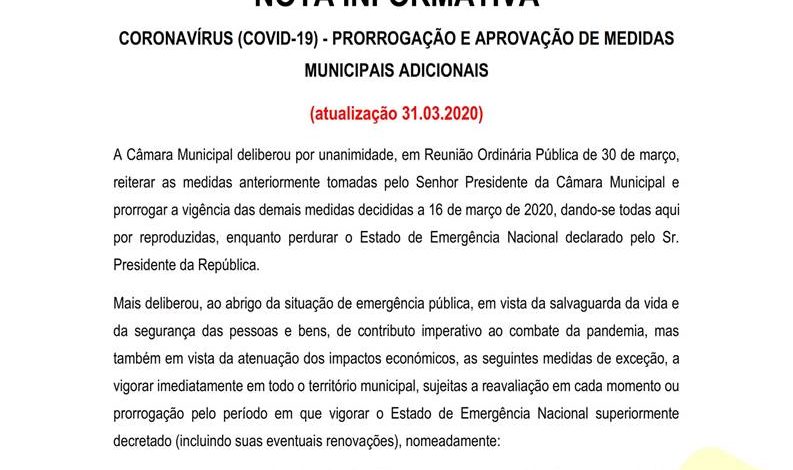 NOTA INFORMATIVA
CORONAVÍRUS (COVID-19) - PRORROGAÇÃO E APROVAÇÃO DE MEDIDAS
MUNICIPAIS ADICIONAIS
(atualização 31.03.2020)
A Câmara Municipal deliberou por unanimidade, em Reunião Ordinária Pública de 30 de março,
reiterar as medidas anteriormente tomadas pelo Senhor Presidente da Câmara Municipal e
prorrogar a vigência das demais medidas decididas a 16 de março de 2020, dando-se todas aqui
por reproduzidas, enquanto perdurar o Estado de Emergência Nacional declarado pelo Sr.
Presidente da República.
Mais deliberou, ao abrigo da situação de emergência pública, em vista da salvaguarda da vida e
da segurança das pessoas e bens, de contributo imperativo ao combate da pandemia, mas
também em vista da atenuação dos impactos económicos, as seguintes medidas de exceção, a
vigorar imediatamente em todo o território municipal, sujeitas a reavaliação em cada momento ou
prorrogação pelo período em que vigorar o Estado de Emergência Nacional superiormente
decretado (incluindo suas eventuais renovações), nomeadamente: